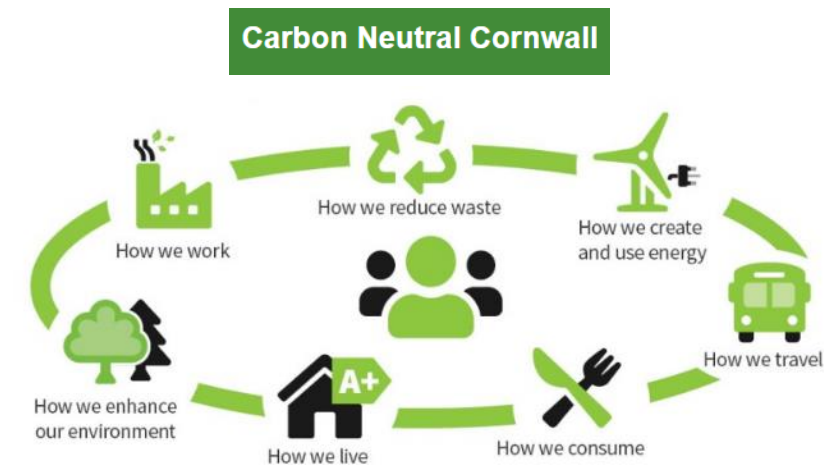 Carbon Neutral Cornwall
How we reduce waste
How we create
and use energy
How we work
How we travel
A+
How we enhance
our environment
How we consume
How we live